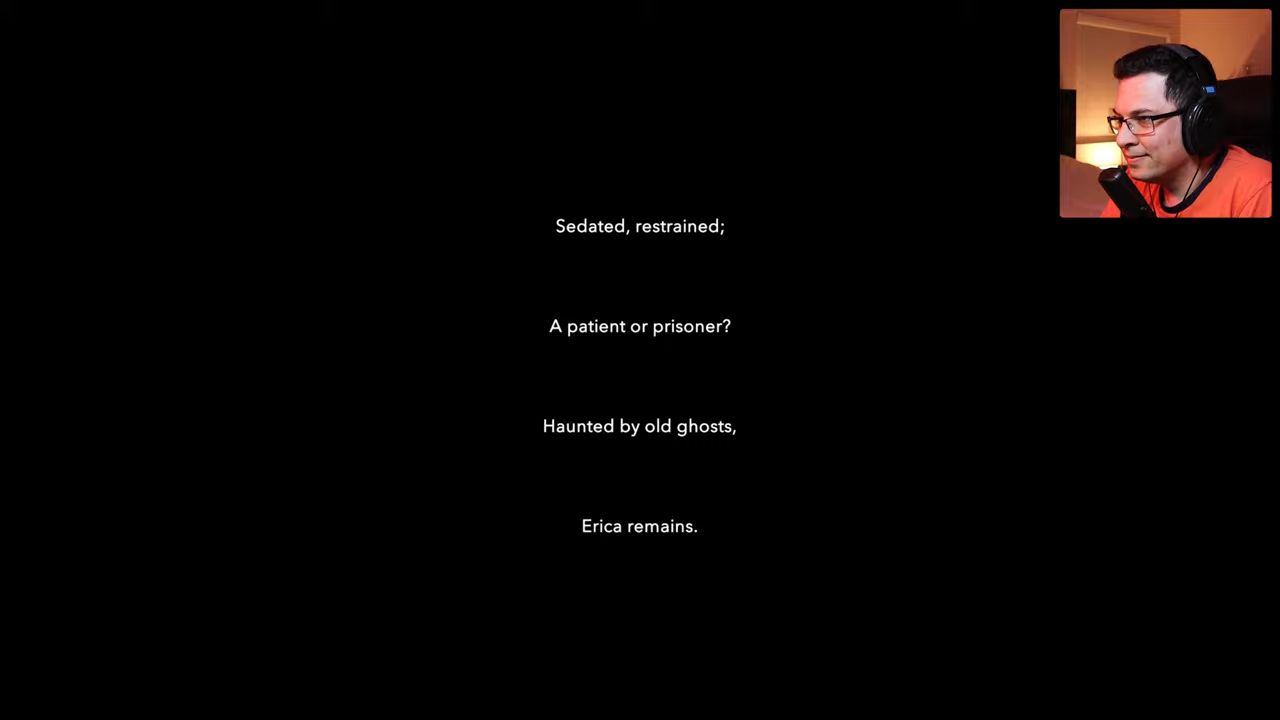 Sedated, restrained;
A patient or prisoner?
Haunted by old ghosts,
Erica remains.